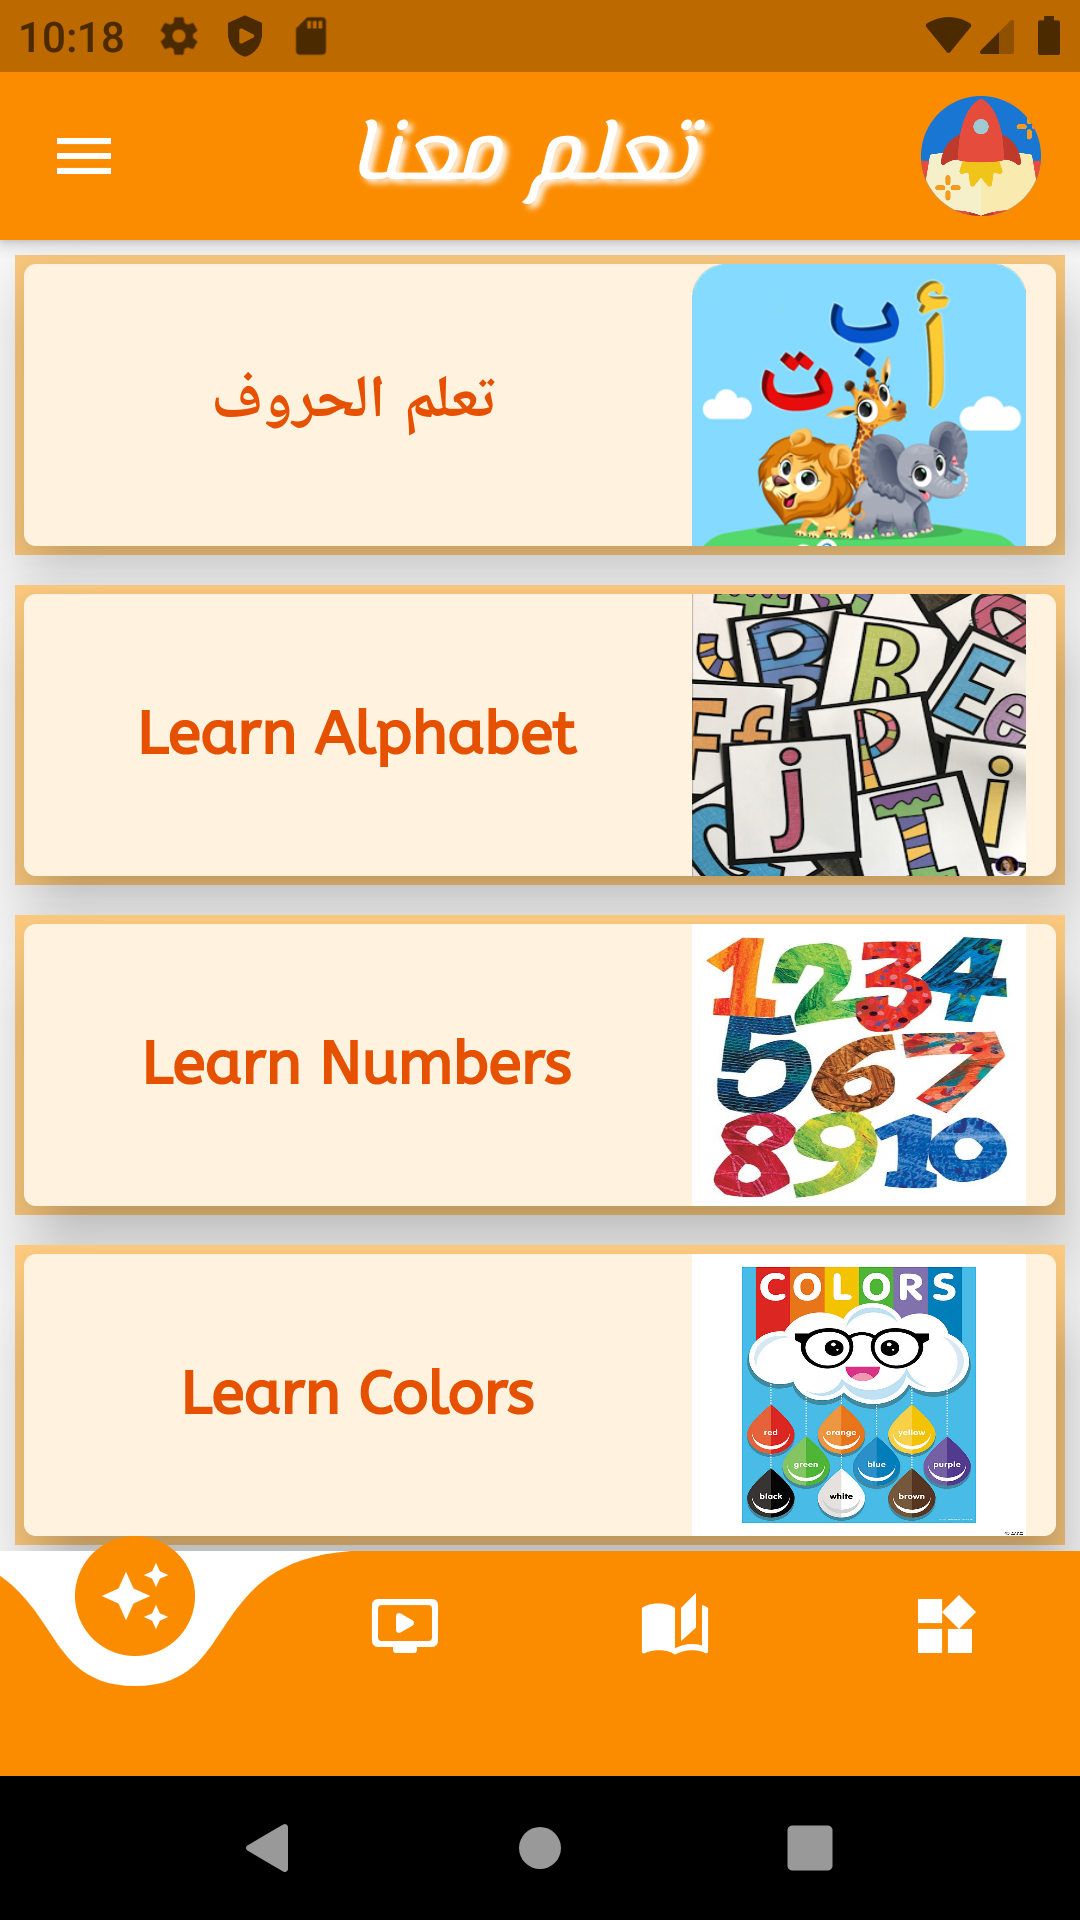 10:18
تعلم معنا
تعلم الحروف
أ
ب
ت
Learn Alphabet
B
R
E e
F f
j
P
i
T
Learn Numbers
1 2 3 4
5 6 7
8 9 10
Learn Colors
COLORS
red orange yellow
green blue purple
black white brown